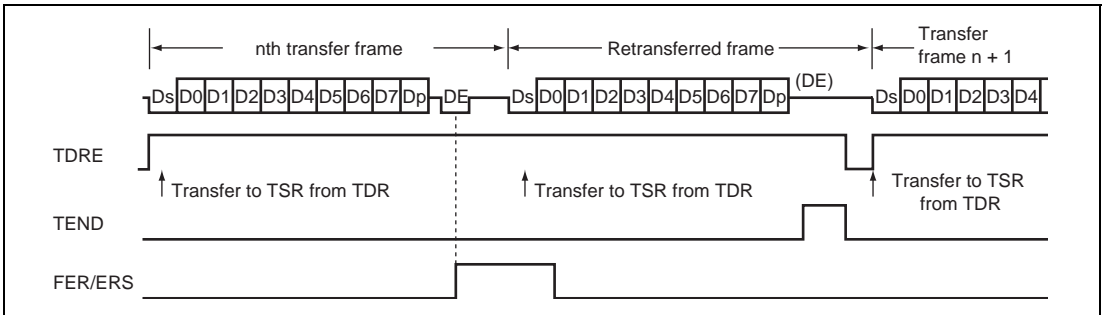 nth transfer frame
Retransferred frame
Transfer
frame n + 1
Ds D0 D1 D2 D3 D4 D5 D6 D7 Dp DE
Ds D0 D1 D2 D3 D4 D5 D6 D7 Dp (DE)
Ds D0 D1 D2 D3 D4
TDRE
Transfer to TSR from TDR
Transfer to TSR from TDR
Transfer to TSR
from TDR
TEND
FER/ERS